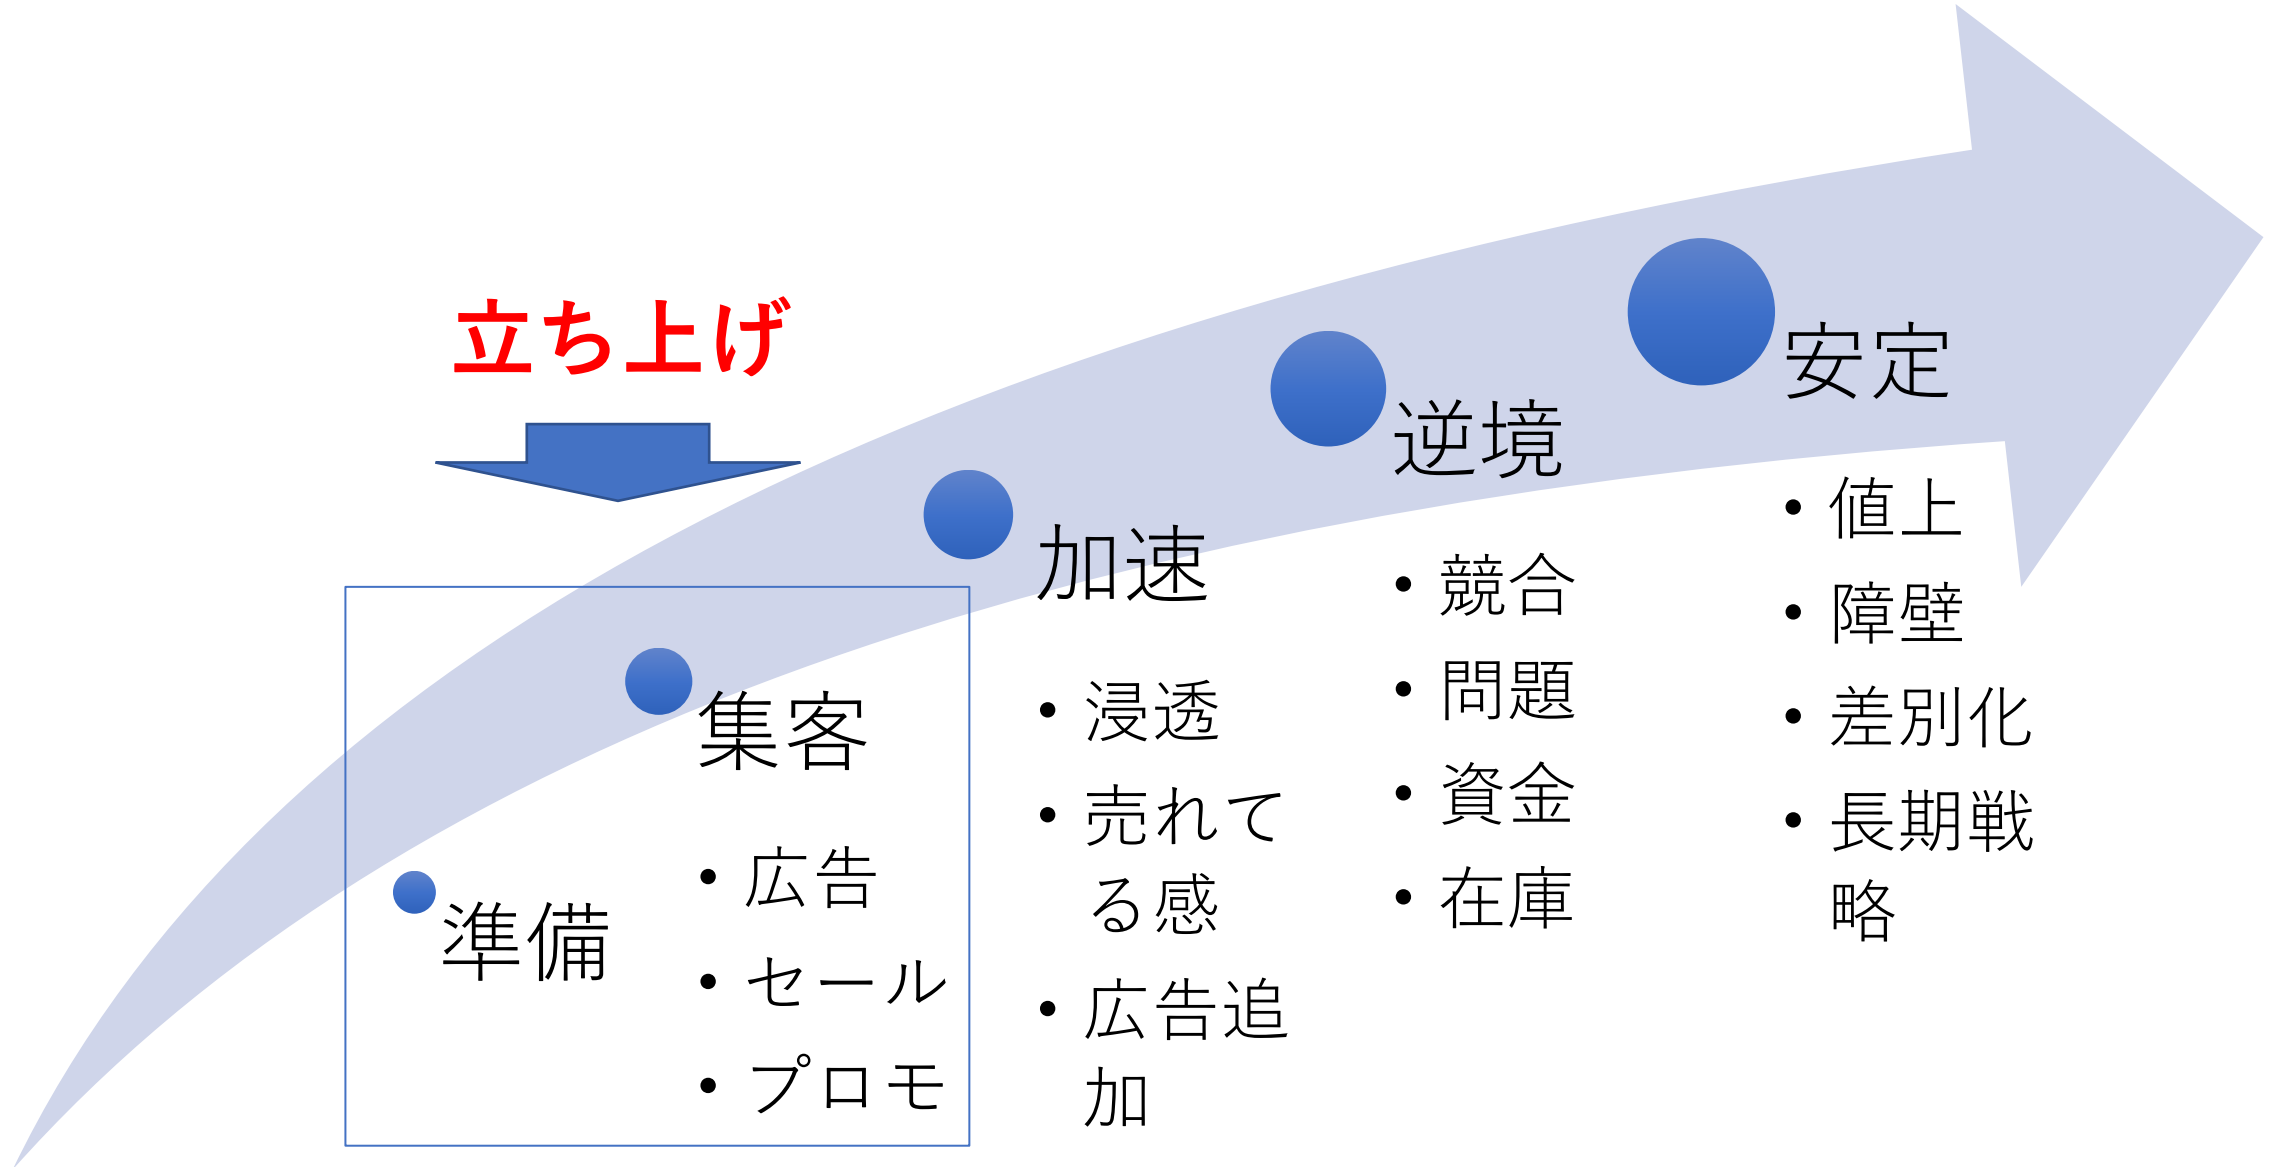 立ち上げ
準備
集客
• 広告
• セール
• プロモ
加速
• 浸透
• 売れて
る感
• 広告追
加
逆境
• 競合
• 問題
• 資金
• 在庫
安定
• 値上
• 障壁
• 差別化
• 長期戦
略